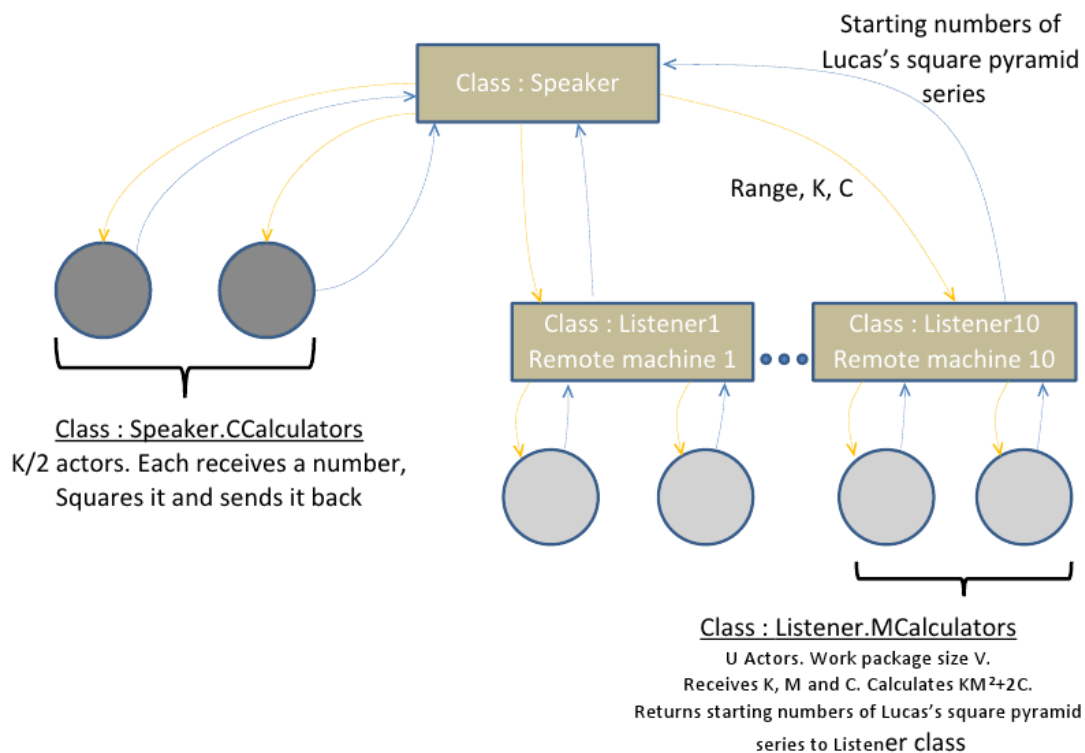 Starting numbers of
Lucas's square pyramid
series
Class : Speaker
Range, K, C
Class : Listener1
Remote machine 1
Class : Listener10
Remote machine 10
Class : Speaker.CCalculators
K/2 actors. Each receives a number,
Squares it and sends it back
Class : Listener.MCalculators
U Actors. Work package size V.
Receives K, M and C. Calculates KM²+2C.
Returns starting numbers of Lucas's square pyramid
series to Listener class